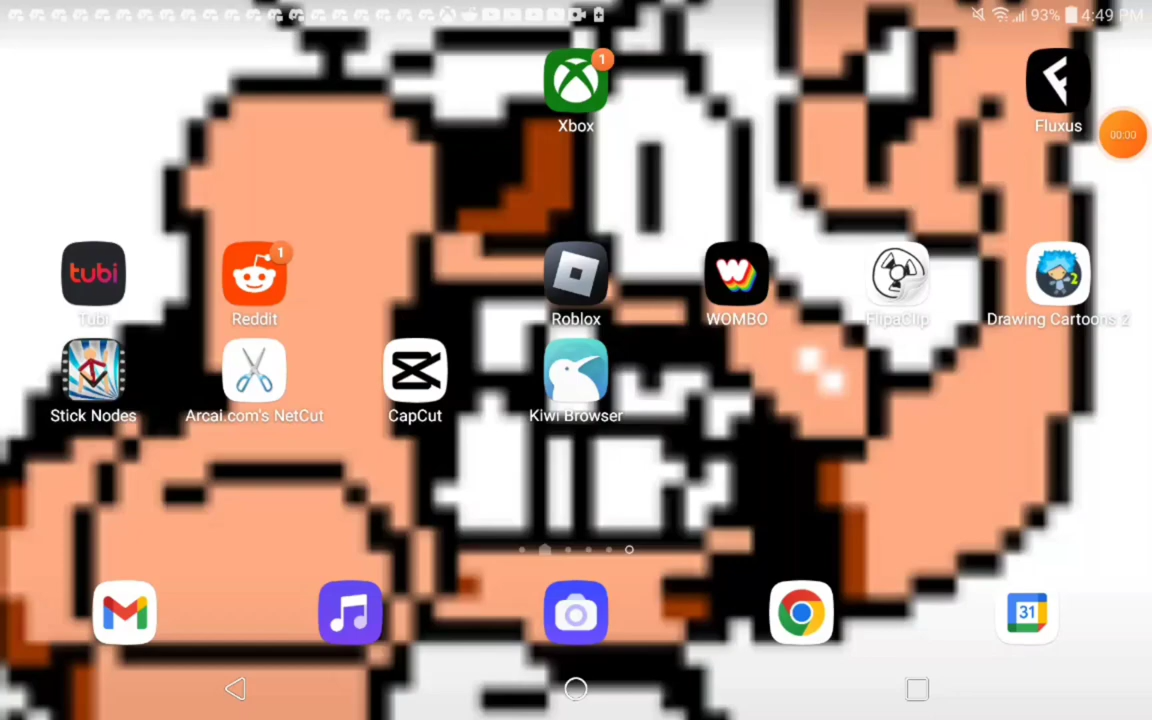 93% 4:49 PM
1
Xbox
Fluxus
00:00
tubi
1
2
Tubi
Reddit
Roblox
WOMBO
FlipaClip
Drawing Cartoons 2
Stick Nodes
Arcai.com's NetCut
CapCut
Kiwi Browser
31